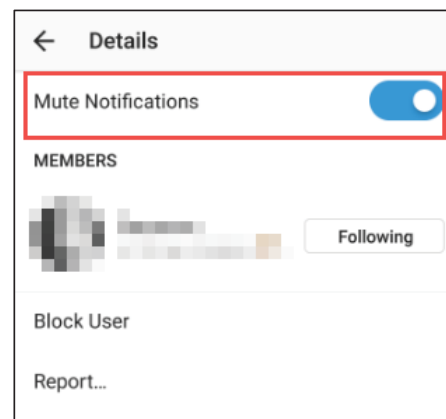 Details
Mute Notifications
MEMBERS
Following
Block User
Report...